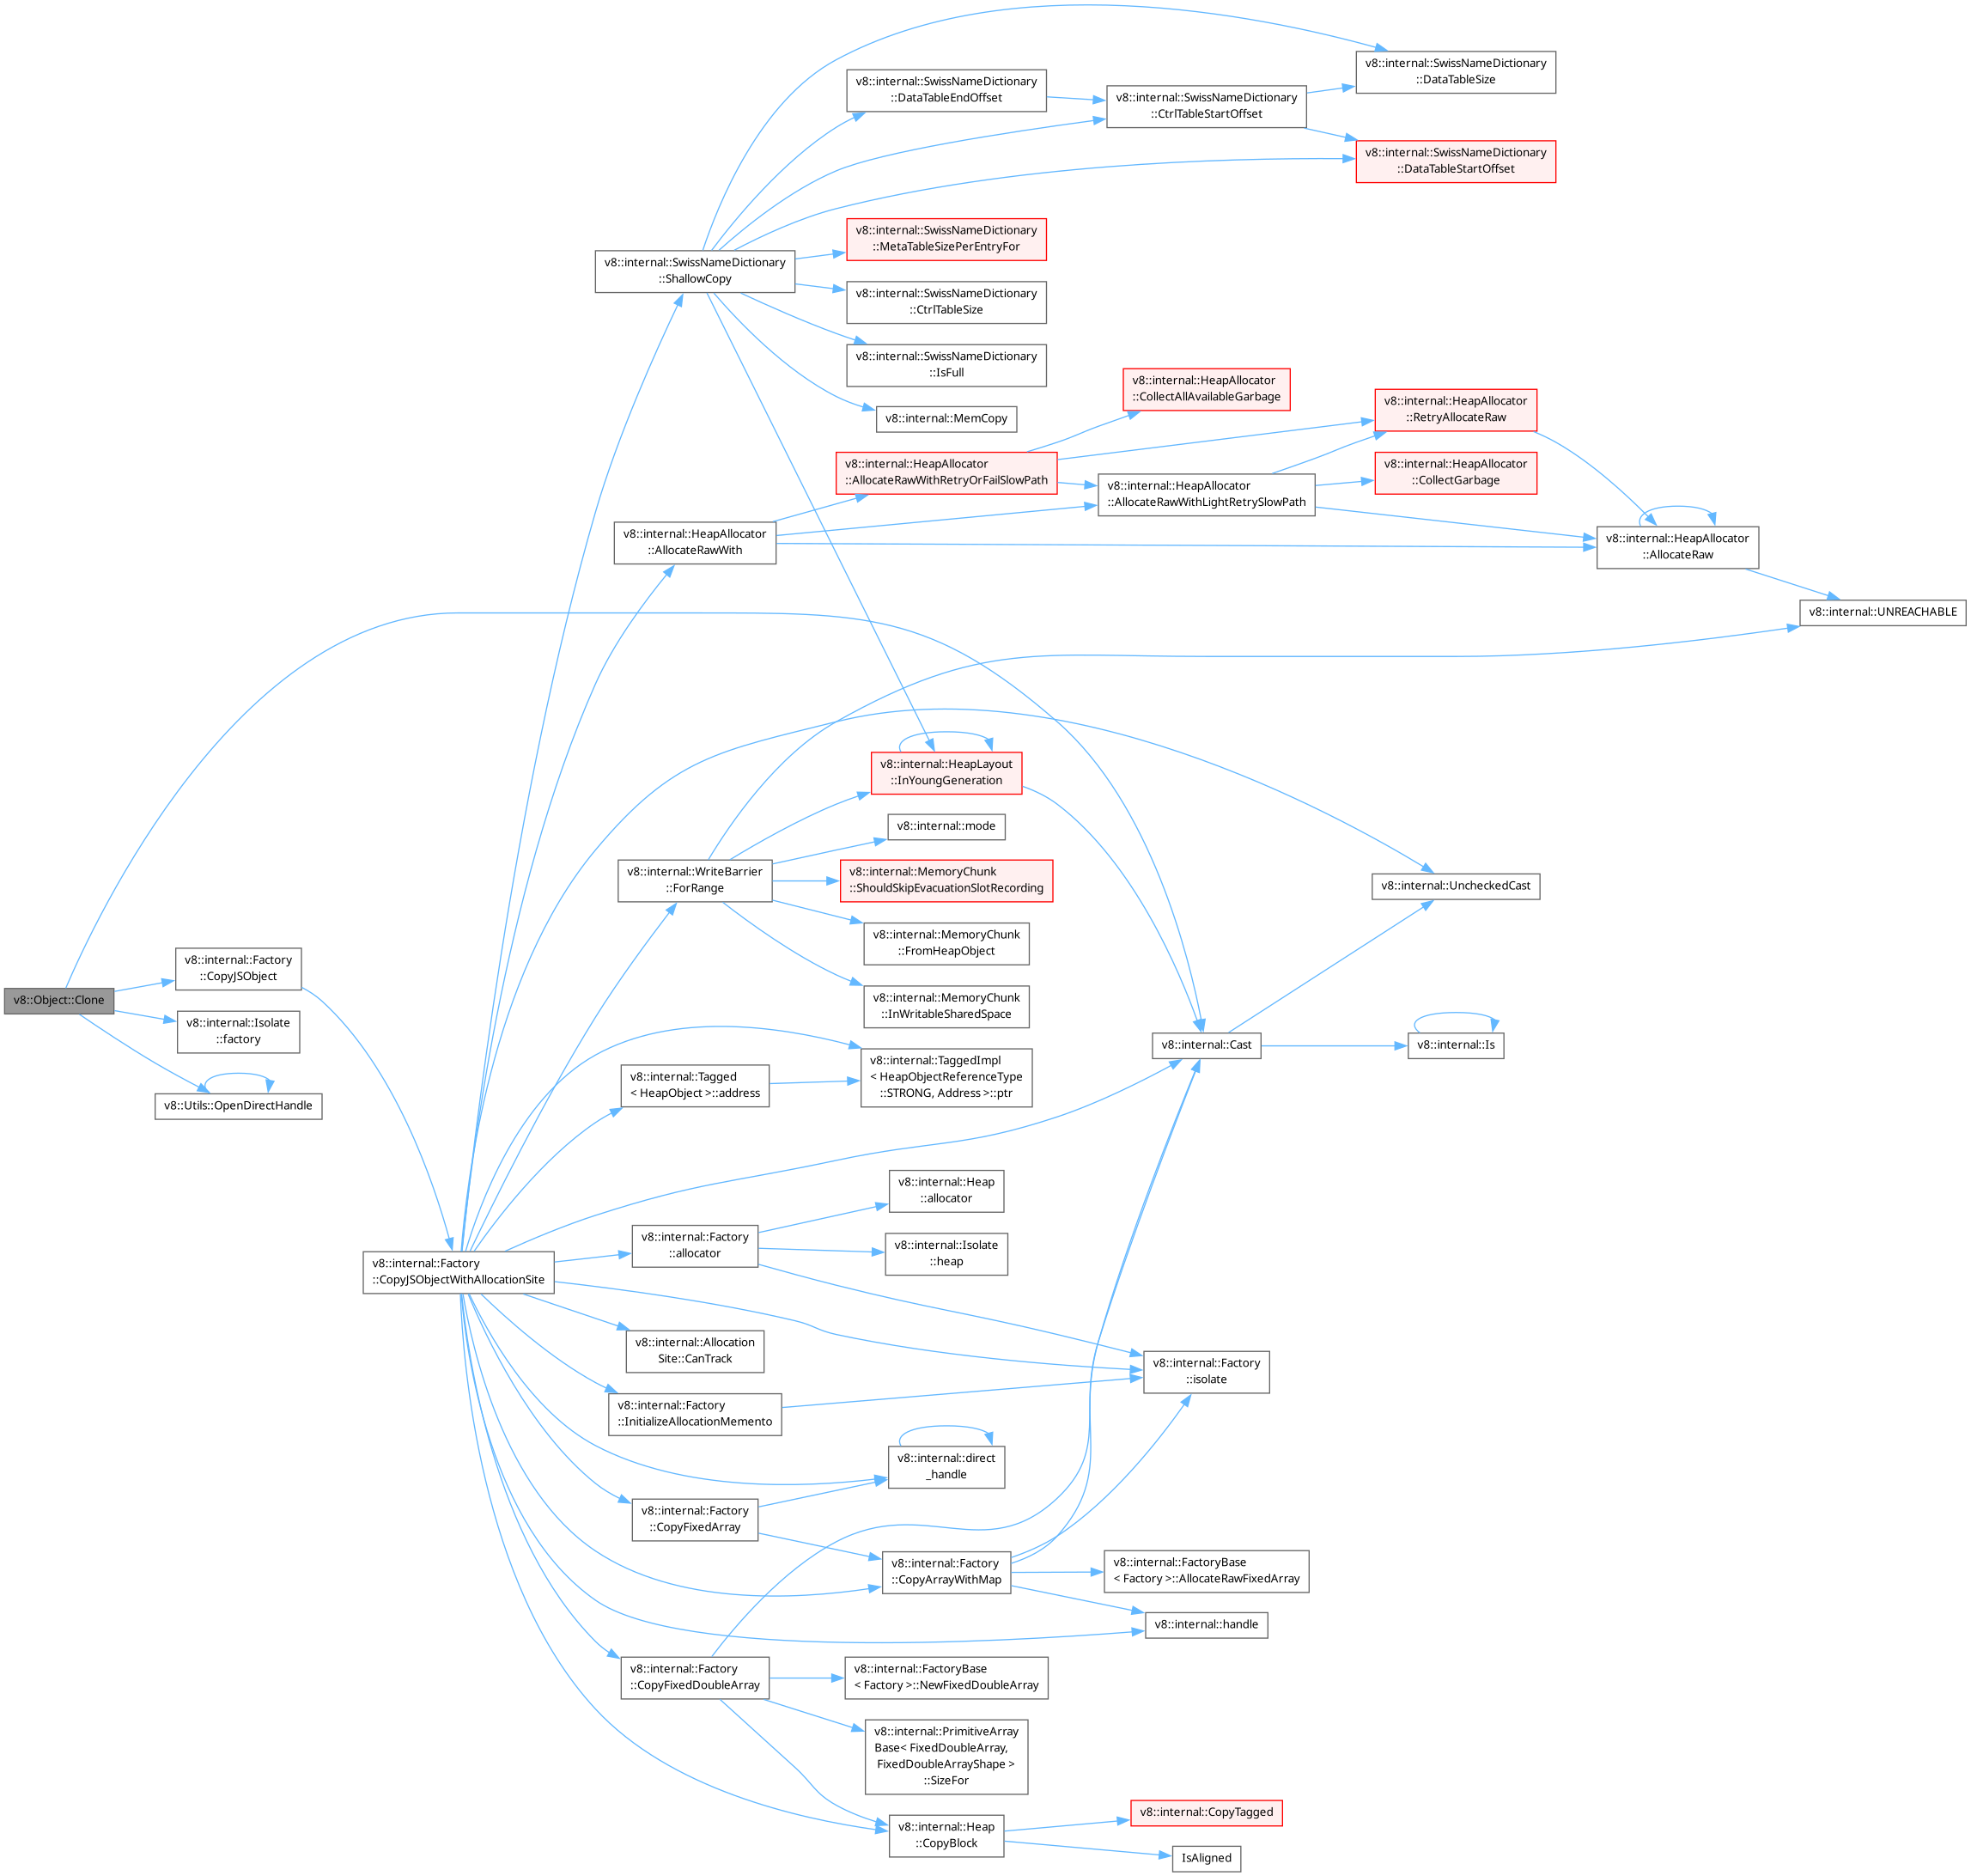 v8::internal::SwissNameDictionary
::DataTableSize
v8::internal::SwissNameDictionary
::DataTableEndOffset
v8::internal::SwissNameDictionary
::CtrlTableStartOffset
v8::internal::SwissNameDictionary
::DataTableStartOffset
v8::internal::SwissNameDictionary
::MetaTableSizePerEntryFor
v8::internal::SwissNameDictionary
::ShallowCopy
v8::internal::SwissNameDictionary
::CtrlTableSize
v8::internal::SwissNameDictionary
::IsFull
v8::internal::HeapAllocator
::CollectAllAvailableGarbage
v8::internal::HeapAllocator
::RetryAllocateRaw
v8::internal::MemCopy
v8::internal::HeapAllocator
::AllocateRawWithRetryOrFailSlowPath
v8::internal::HeapAllocator
::CollectGarbage
v8::internal::HeapAllocator
::AllocateRawWithLightRetrySlowPath
v8::internal::HeapAllocator
::AllocateRawWith
v8::internal::HeapAllocator
::AllocateRaw
v8::internal::UNREACHABLE
v8::internal::HeapLayout
::InYoungGeneration
v8::internal::mode
v8::internal::WriteBarrier
::ForRange
v8::internal::MemoryChunk
::ShouldSkipEvacuationSlotRecording
v8::internal::UncheckedCast
v8::internal::MemoryChunk
::FromHeapObject
v8::internal::Factory
::CopyJSObject
v8::Object::Clone
v8::internal::MemoryChunk
::InWritableSharedSpace
v8::internal::Isolate
::factory
v8::internal::Cast
v8::internal::Is
v8::internal::TaggedImpl
< HeapObjectReferenceType
::STRONG, Address >::ptr
v8::internal::Tagged
< HeapObject >::address
v8::Utils::OpenDirectHandle
v8::internal::Heap
::allocator
v8::internal::Factory
::allocator
v8::internal::Isolate
::heap
v8::internal::Factory
::CopyJSObjectWithAllocationSite
v8::internal::Allocation
Site::CanTrack
v8::internal::Factory
::isolate
v8::internal::Factory
::InitializeAllocationMemento
v8::internal::direct
_handle
v8::internal::Factory
::CopyFixedArray
v8::internal::Factory
::CopyArrayWithMap
v8::internal::FactoryBase
< Factory >::AllocateRawFixedArray
v8::internal::handle
v8::internal::Factory
::CopyFixedDoubleArray
v8::internal::FactoryBase
< Factory >::NewFixedDoubleArray
v8::internal::PrimitiveArray
Base< FixedDoubleArray,
FixedDoubleArrayShape >
::SizeFor
v8::internal::CopyTagged
v8::internal::Heap
::CopyBlock
IsAligned